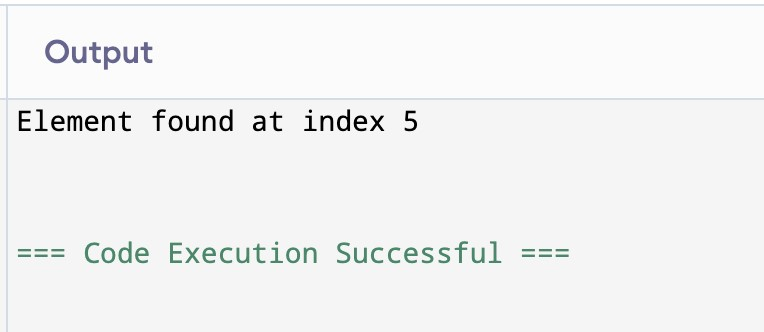 Output
Element found at index 5
=== Code Execution Successful ===